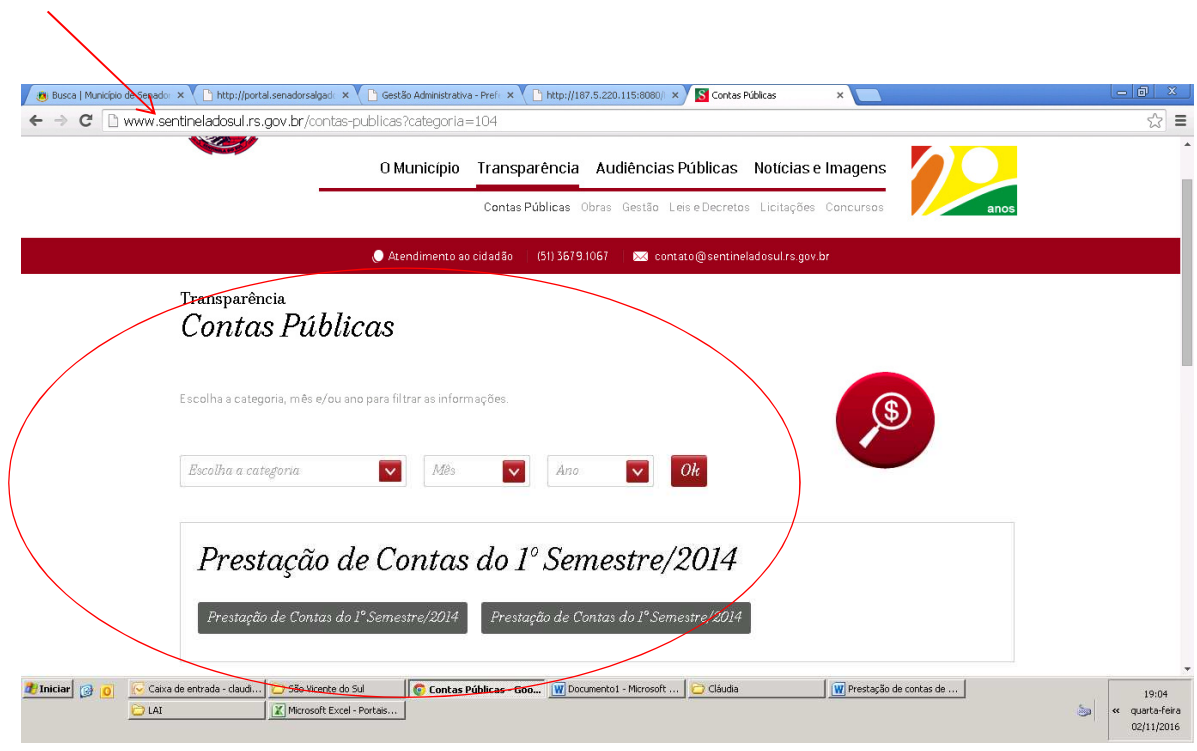 Busca | Município de Senador
http://portal.senadorsalgad
Gestão Administrativa - Pref
http://187.5.220.115:8080/
S Contas Públicas
www.sentineladosul.rs.gov.br/contas-publicas?categoria=104
O Município Transparência Audiências Públicas Notícias e Imagens
anos
Contas Públicas Obras Gestão Leis e Decretos Licitações Concursos
Atendimento ao cidadão (51) 3679.1067 contato@sentineladosul.rs.gov.br
Transparência
Contas Públicas
Escolha a categoria, mês e/ou ano para filtrar as informações.
$
Escolha a categoria Mês Ano Ok
Prestação de Contas do 1º Semestre/2014
Prestação de Contas do 1º Semestre/2014 Prestação de Contas do 1º Semestre/2014
Iniciar Caixa de entrada - claudi... São Vicente do Sul Contas Públicas - Goo... Documento1 - Microsoft ... Cláudia Prestação de contas de ...
LAI Microsoft Excel - Portais...
19:04
quarta-feira
02/11/2016